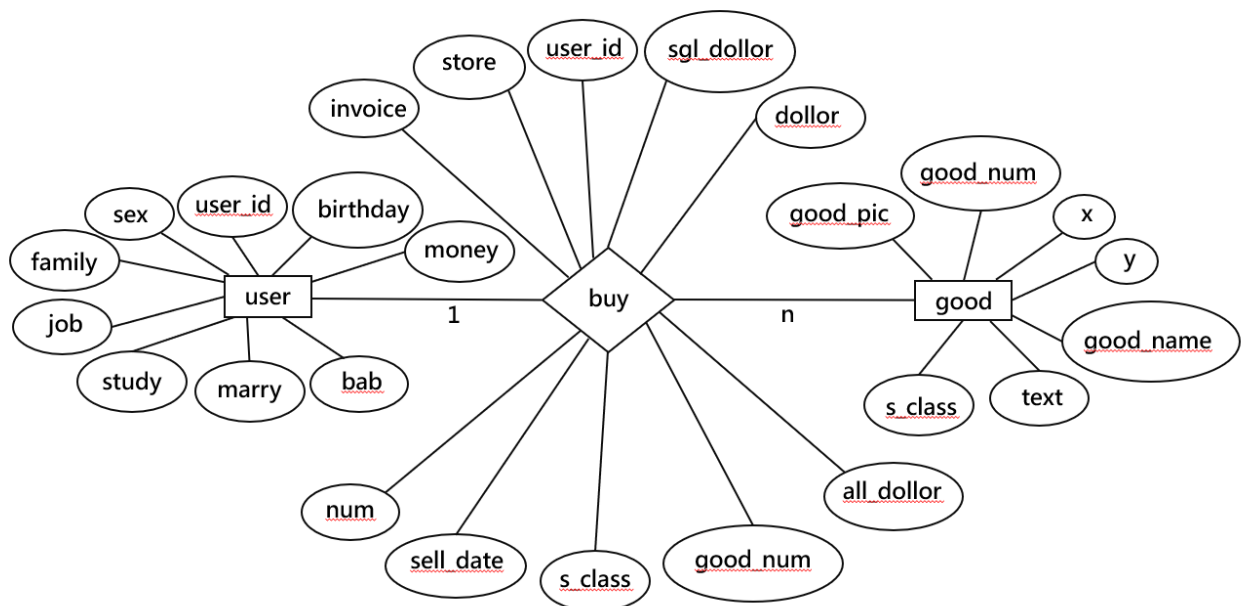 user_id
sgl_dollor
store
invoice
dollor
good_num
user_id
birthday
sex
good_pic
x
money
family
y
user
buy
good
1
n
job
good_name
study
marry
bab
s_class
text
num
all_dollor
sell_date
s_class
good_num